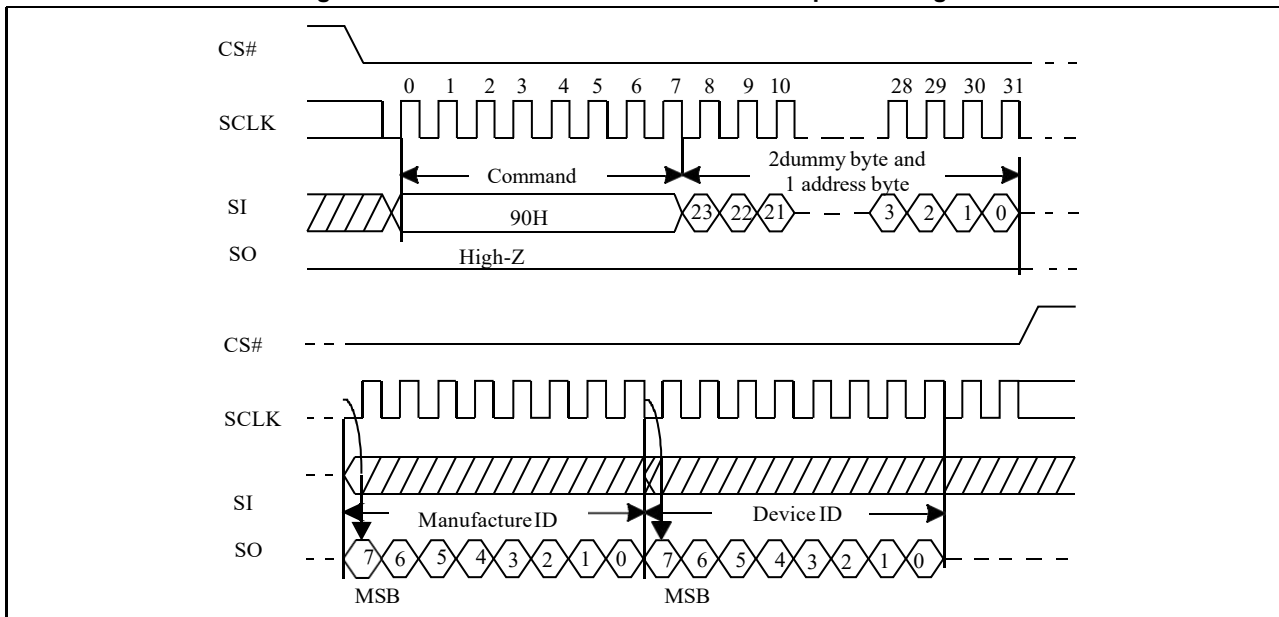 CS#
0 1 2 3 4 5 6 7 8 9 10 28 29 30 31
SCLK
Command
2dummy byte and
1 address byte
SI
90H
23 22 21 3 2 1 0
SO
High-Z
CS#
SCLK
SI
ManufactureID
Device ID
SO
7 6 5 4 3 2 1 0 7 6 5 4 3 2 1 0
MSB MSB